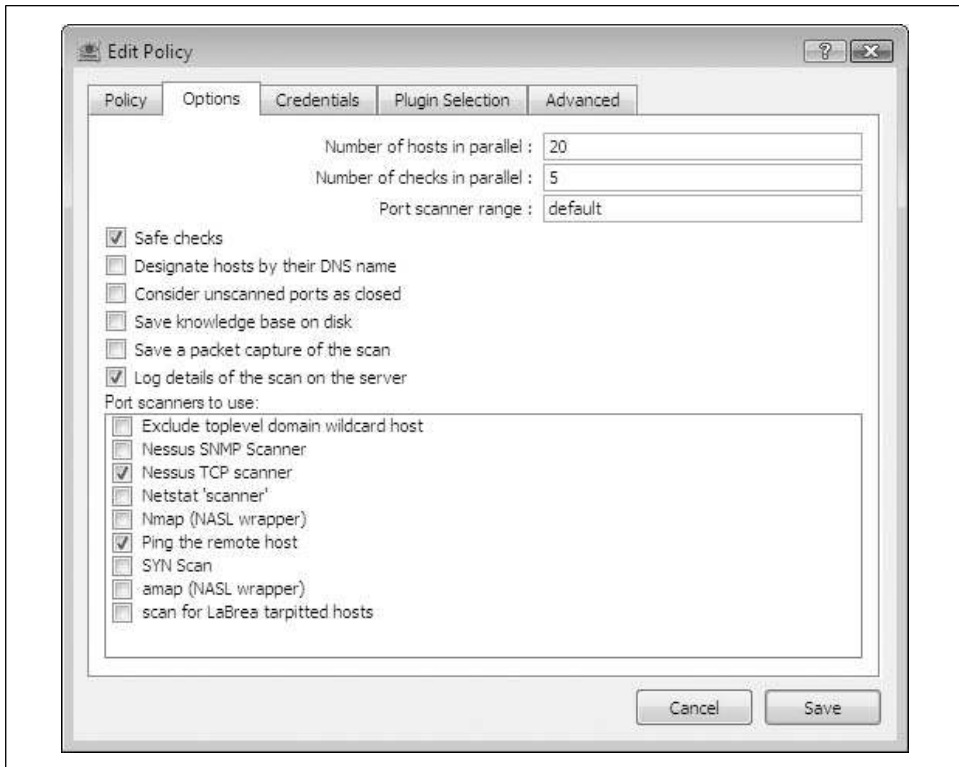 Edit Policy
Policy Options Credentials Plugin Selection Advanced
Number of hosts in parallel : 20
Number of checks in parallel : 5
Port scanner range : default
Safe checks
Designate hosts by their DNS name
Consider unscanned ports as closed
Save knowledge base on disk
Save a packet capture of the scan
Log details of the scan on the server
Port scanners to use:
Exclude toplevel domain wildcard host
Nessus SNMP Scanner
Nessus TCP scanner
Netstat 'scanner'
Nmap (NASL wrapper)
Ping the remote host
SYN Scan
amap (NASL wrapper)
scan for LaBrea tarpitted hosts
Cancel Save